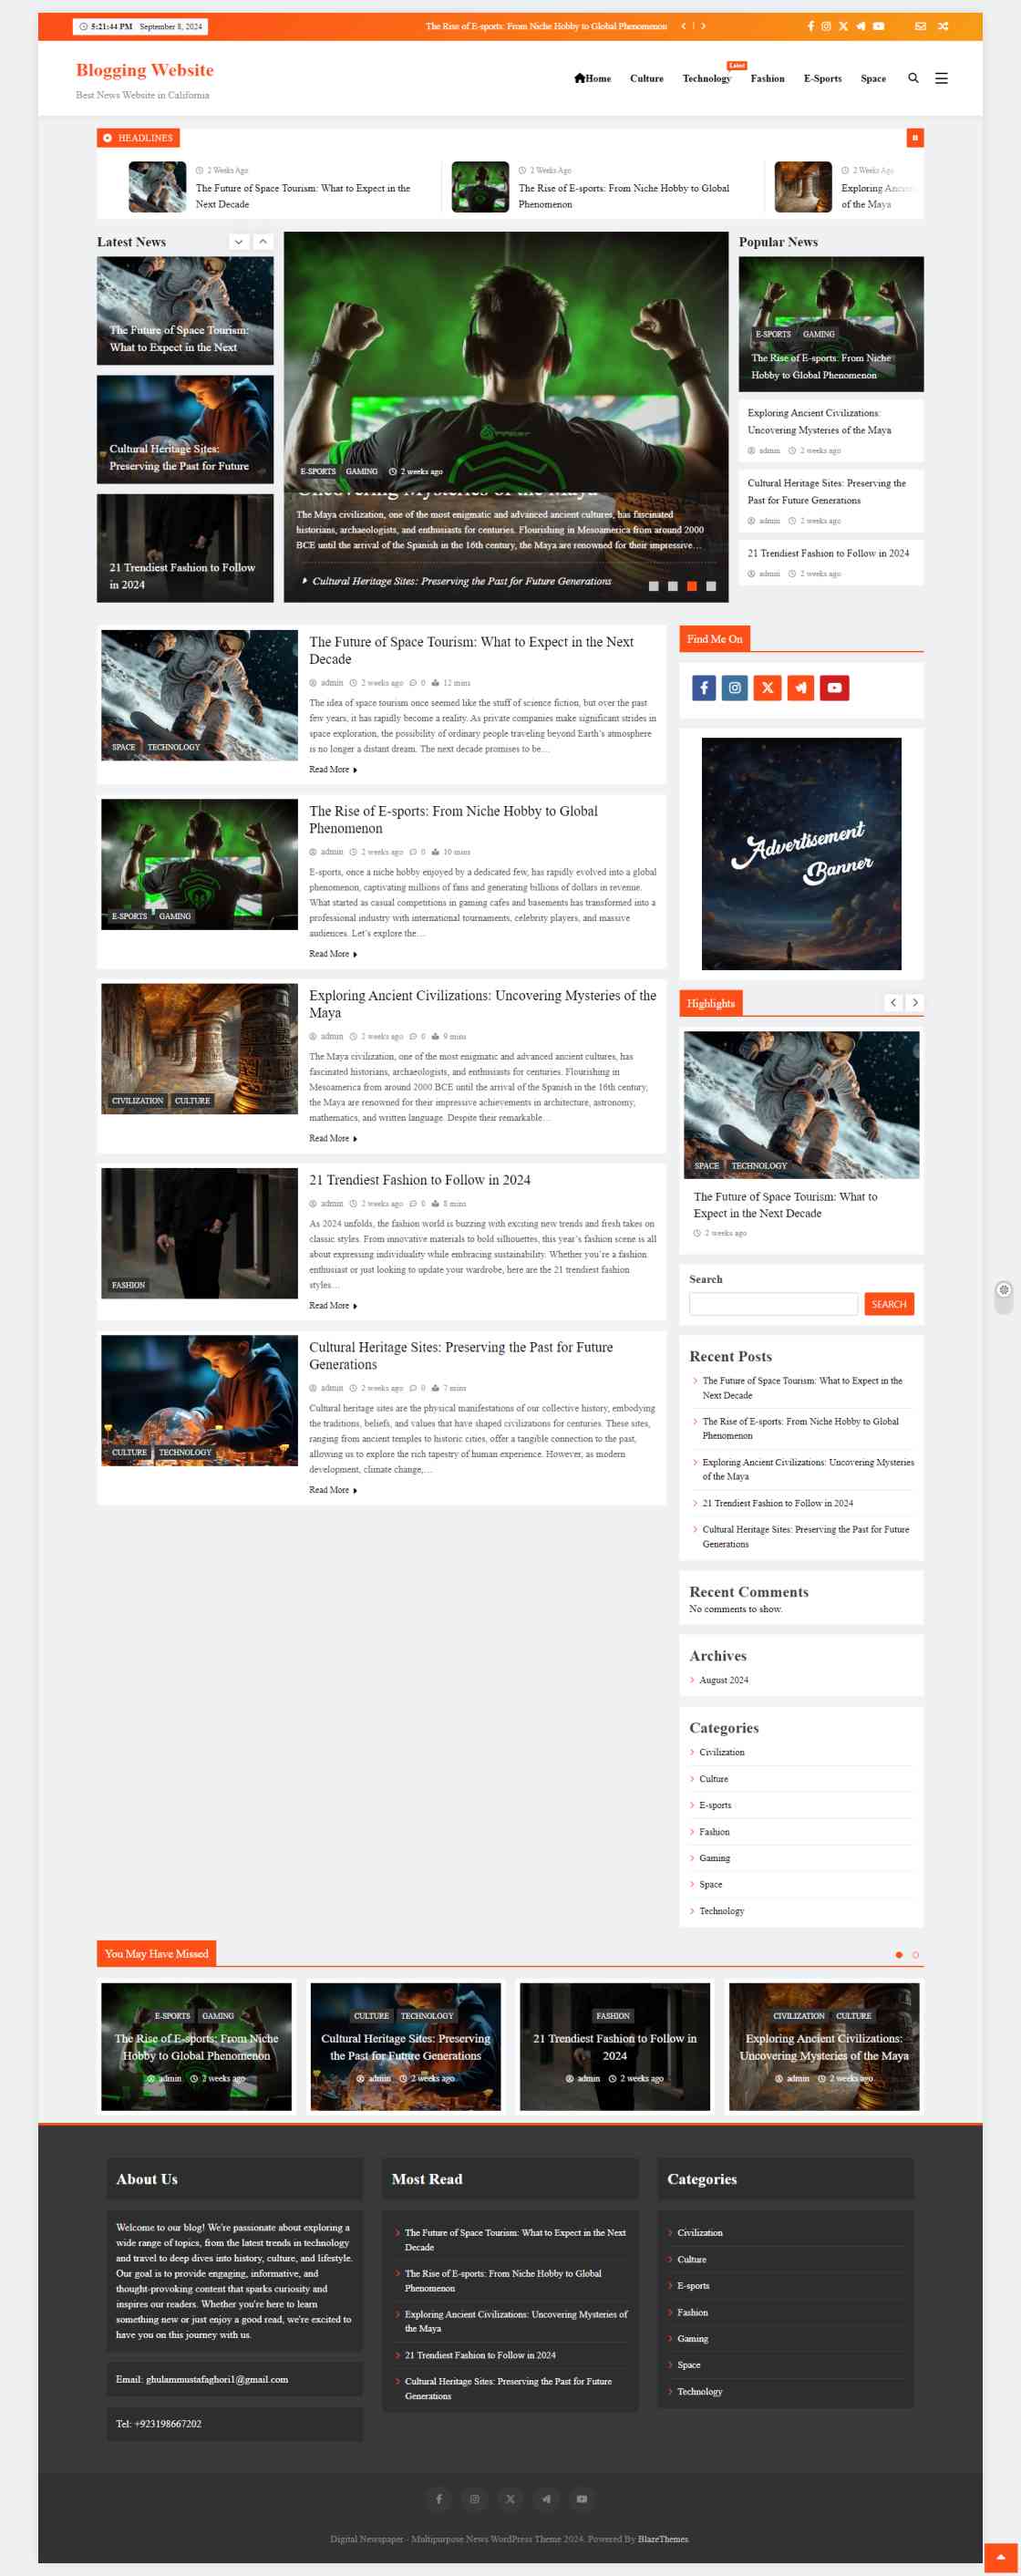 5:21:44 PM September 8, 2024
The Rise of E-sports: From Niche Hobby to Global Phenomenon
Blogging Website
Best News Website in California
Home Culture Technology Fashion E-Sports Space
Latest
HEADLINES
2 Weeks Ago
The Future of Space Tourism: What to Expect in the
Next Decade
2 Weeks Ago
The Rise of E-sports: From Niche Hobby to Global
Phenomenon
2 Weeks Ago
Exploring Ancient
of the Maya
Latest News
The Future of Space Tourism:
What to Expect in the Next
Cultural Heritage Sites:
Preserving the Past for Future
21 Trendiest Fashion to Follow
in 2024
E-SPORTS GAMING 2 weeks ago
Uncovering Mysteries of the Maya
The Maya civilization, one of the most enigmatic and advanced ancient cultures, has fascinated
historians, archaeologists, and enthusiasts for centuries. Flourishing in Mesoamerica from around 2000
BCE until the arrival of the Spanish in the 16th century, the Maya are renowned for their impressive…
Cultural Heritage Sites: Preserving the Past for Future Generations
Popular News
E-SPORTS GAMING
The Rise of E-sports: From Niche
Hobby to Global Phenomenon
Exploring Ancient Civilizations:
Uncovering Mysteries of the Maya
admin 2 weeks ago
Cultural Heritage Sites: Preserving the
Past for Future Generations
admin 2 weeks ago
21 Trendiest Fashion to Follow in 2024
admin 2 weeks ago
SPACE TECHNOLOGY
The Future of Space Tourism: What to Expect in the Next
Decade
admin 2 weeks ago 0 12 mins
The idea of space tourism once seemed like the stuff of science fiction, but over the past
few years, it has rapidly become a reality. As private companies make significant strides in
space exploration, the possibility of ordinary people traveling beyond Earth's atmosphere
is no longer a distant dream. The next decade promises to be…
Read More
E-SPORTS GAMING
The Rise of E-sports: From Niche Hobby to Global
Phenomenon
admin 2 weeks ago 0 10 mins
E-sports, once a niche hobby enjoyed by a dedicated few, has rapidly evolved into a global
phenomenon, captivating millions of fans and generating billions of dollars in revenue.
What started as casual competitions in gaming cafes and basements has transformed into a
professional industry with international tournaments, celebrity players, and massive
audiences. Let's explore the…
Read More
CIVILIZATION CULTURE
Exploring Ancient Civilizations: Uncovering Mysteries of the
Maya
admin 2 weeks ago 0 9 mins
The Maya civilization, one of the most enigmatic and advanced ancient cultures, has
fascinated historians, archaeologists, and enthusiasts for centuries. Flourishing in
Mesoamerica from around 2000 BCE until the arrival of the Spanish in the 16th century,
the Maya are renowned for their impressive achievements in architecture, astronomy,
mathematics, and written language. Despite their remarkable…
Read More
FASHION
21 Trendiest Fashion to Follow in 2024
admin 2 weeks ago 0 8 mins
As 2024 unfolds, the fashion world is buzzing with exciting new trends and fresh takes on
classic styles. From innovative materials to bold silhouettes, this year's fashion scene is all
about expressing individuality while embracing sustainability. Whether you're a fashion
enthusiast or just looking to update your wardrobe, here are the 21 trendiest fashion
styles…
Read More
CULTURE TECHNOLOGY
Cultural Heritage Sites: Preserving the Past for Future
Generations
admin 2 weeks ago 0 7 mins
Cultural heritage sites are the physical manifestations of our collective history, embodying
the traditions, beliefs, and values that have shaped civilizations for centuries. These sites,
ranging from ancient temples to historic cities, offer a tangible connection to the past,
allowing us to explore the rich tapestry of human experience. However, as modern
development, climate change,…
Read More
Find Me On
Advertisement
Banner
Highlights
SPACE TECHNOLOGY
The Future of Space Tourism: What to
Expect in the Next Decade
2 weeks ago
Search
SEARCH
Recent Posts
The Future of Space Tourism: What to Expect in the
Next Decade
The Rise of E-sports: From Niche Hobby to Global
Phenomenon
Exploring Ancient Civilizations: Uncovering Mysteries
of the Maya
21 Trendiest Fashion to Follow in 2024
Cultural Heritage Sites: Preserving the Past for Future
Generations
Recent Comments
No comments to show.
Archives
August 2024
Categories
Civilization
Culture
E-sports
Fashion
Gaming
Space
Technology
You May Have Missed
E-SPORTS GAMING
The Rise of E-sports: From Niche
Hobby to Global Phenomenon
admin 2 weeks ago
CULTURE TECHNOLOGY
Cultural Heritage Sites: Preserving
the Past for Future Generations
admin 2 weeks ago
FASHION
21 Trendiest Fashion to Follow in
2024
admin 2 weeks ago
CIVILIZATION CULTURE
Exploring Ancient Civilizations:
Uncovering Mysteries of the Maya
admin 2 weeks ago
About Us
Welcome to our blog! We're passionate about exploring a
wide range of topics, from the latest trends in technology
and travel to deep dives into history, culture, and lifestyle.
Our goal is to provide engaging, informative, and
thought-provoking content that sparks curiosity and
inspires our readers. Whether you're here to learn
something new or just enjoy a good read, we're excited to
have you on this journey with us.
Email: ghulammustafaghori1@gmail.com
Tel: +923198667202
Most Read
The Future of Space Tourism: What to Expect in the Next
Decade
The Rise of E-sports: From Niche Hobby to Global
Phenomenon
Exploring Ancient Civilizations: Uncovering Mysteries of
the Maya
21 Trendiest Fashion to Follow in 2024
Cultural Heritage Sites: Preserving the Past for Future
Generations
Categories
Civilization
Culture
E-sports
Fashion
Gaming
Space
Technology
Digital Newspaper - Multipurpose News WordPress Theme 2024. Powered By BlazeThemes.